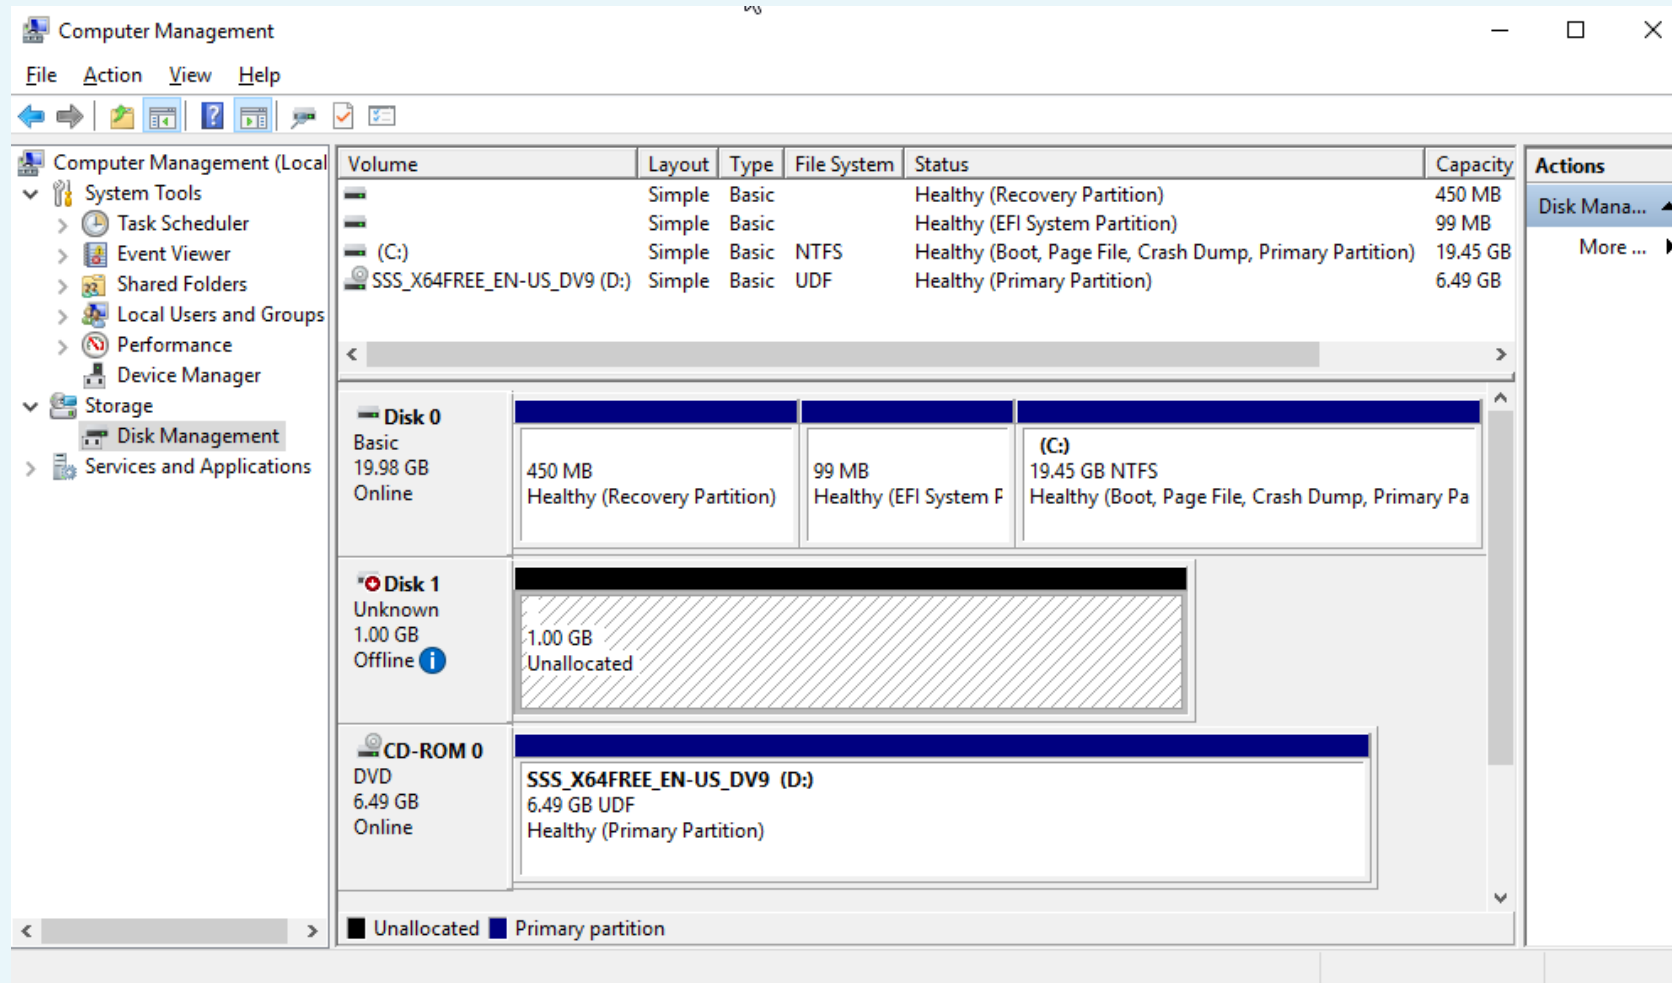 Computer Management
File Action View Help
Computer Management (Local
System Tools
Task Scheduler
Event Viewer
Shared Folders
Local Users and Groups
Performance
Device Manager
Storage
Disk Management
Services and Applications
Volume Layout Type File System Status Capacity
Simple Basic Healthy (Recovery Partition) 450 MB
Simple Basic Healthy (EFI System Partition) 99 MB
(C:) Simple Basic NTFS Healthy (Boot, Page File, Crash Dump, Primary Partition) 19.45 GB
SSS_X64FREE_EN-US_DV9 (D:) Simple Basic UDF Healthy (Primary Partition) 6.49 GB
Disk 0
Basic
19.98 GB
Online
450 MB
Healthy (Recovery Partition)
99 MB
Healthy (EFI System P
(C:)
19.45 GB NTFS
Healthy (Boot, Page File, Crash Dump, Primary Pa
Disk 1
Unknown
1.00 GB
Offline
1.00 GB
Unallocated
CD-ROM 0
DVD
6.49 GB
Online
SSS_X64FREE_EN-US_DV9 (D:)
6.49 GB UDF
Healthy (Primary Partition)
Unallocated Primary partition
Actions
Disk Mana...
More ...